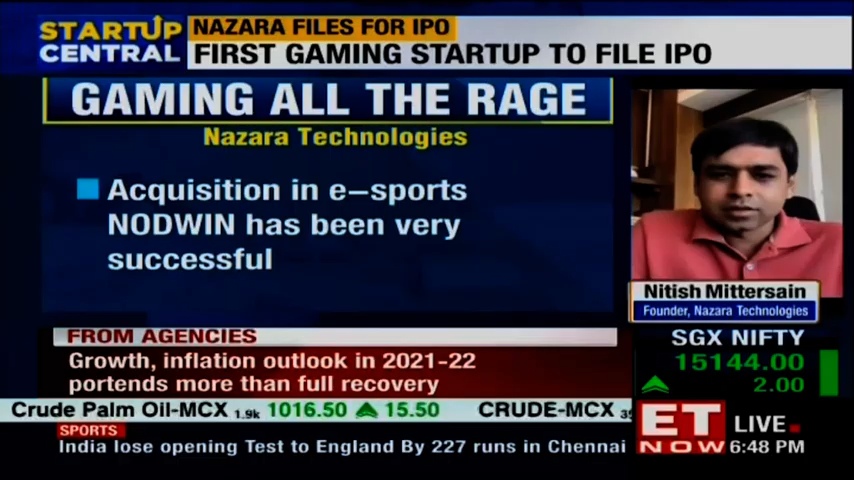 STARTUP
CENTRAL
NAZARA FILES FOR IPO
FIRST GAMING STARTUP TO FILE IPO
GAMING ALL THE RAGE
Nazara Technologies
Acquisition in e–sports
NODWIN has been very
successful
Nitish Mittersain
Founder, Nazara Technologies
FROM AGENCIES
Growth, inflation outlook in 2021-22
portends more than full recovery
SGX NIFTY
15144.00
2.00
Crude Palm Oil-MCX 1.9k 1016.50 15.50 CRUDE-MCX
SPORTS
India lose opening Test to England By 227 runs in Chennai
ET
NOW
LIVE
6:48 PM